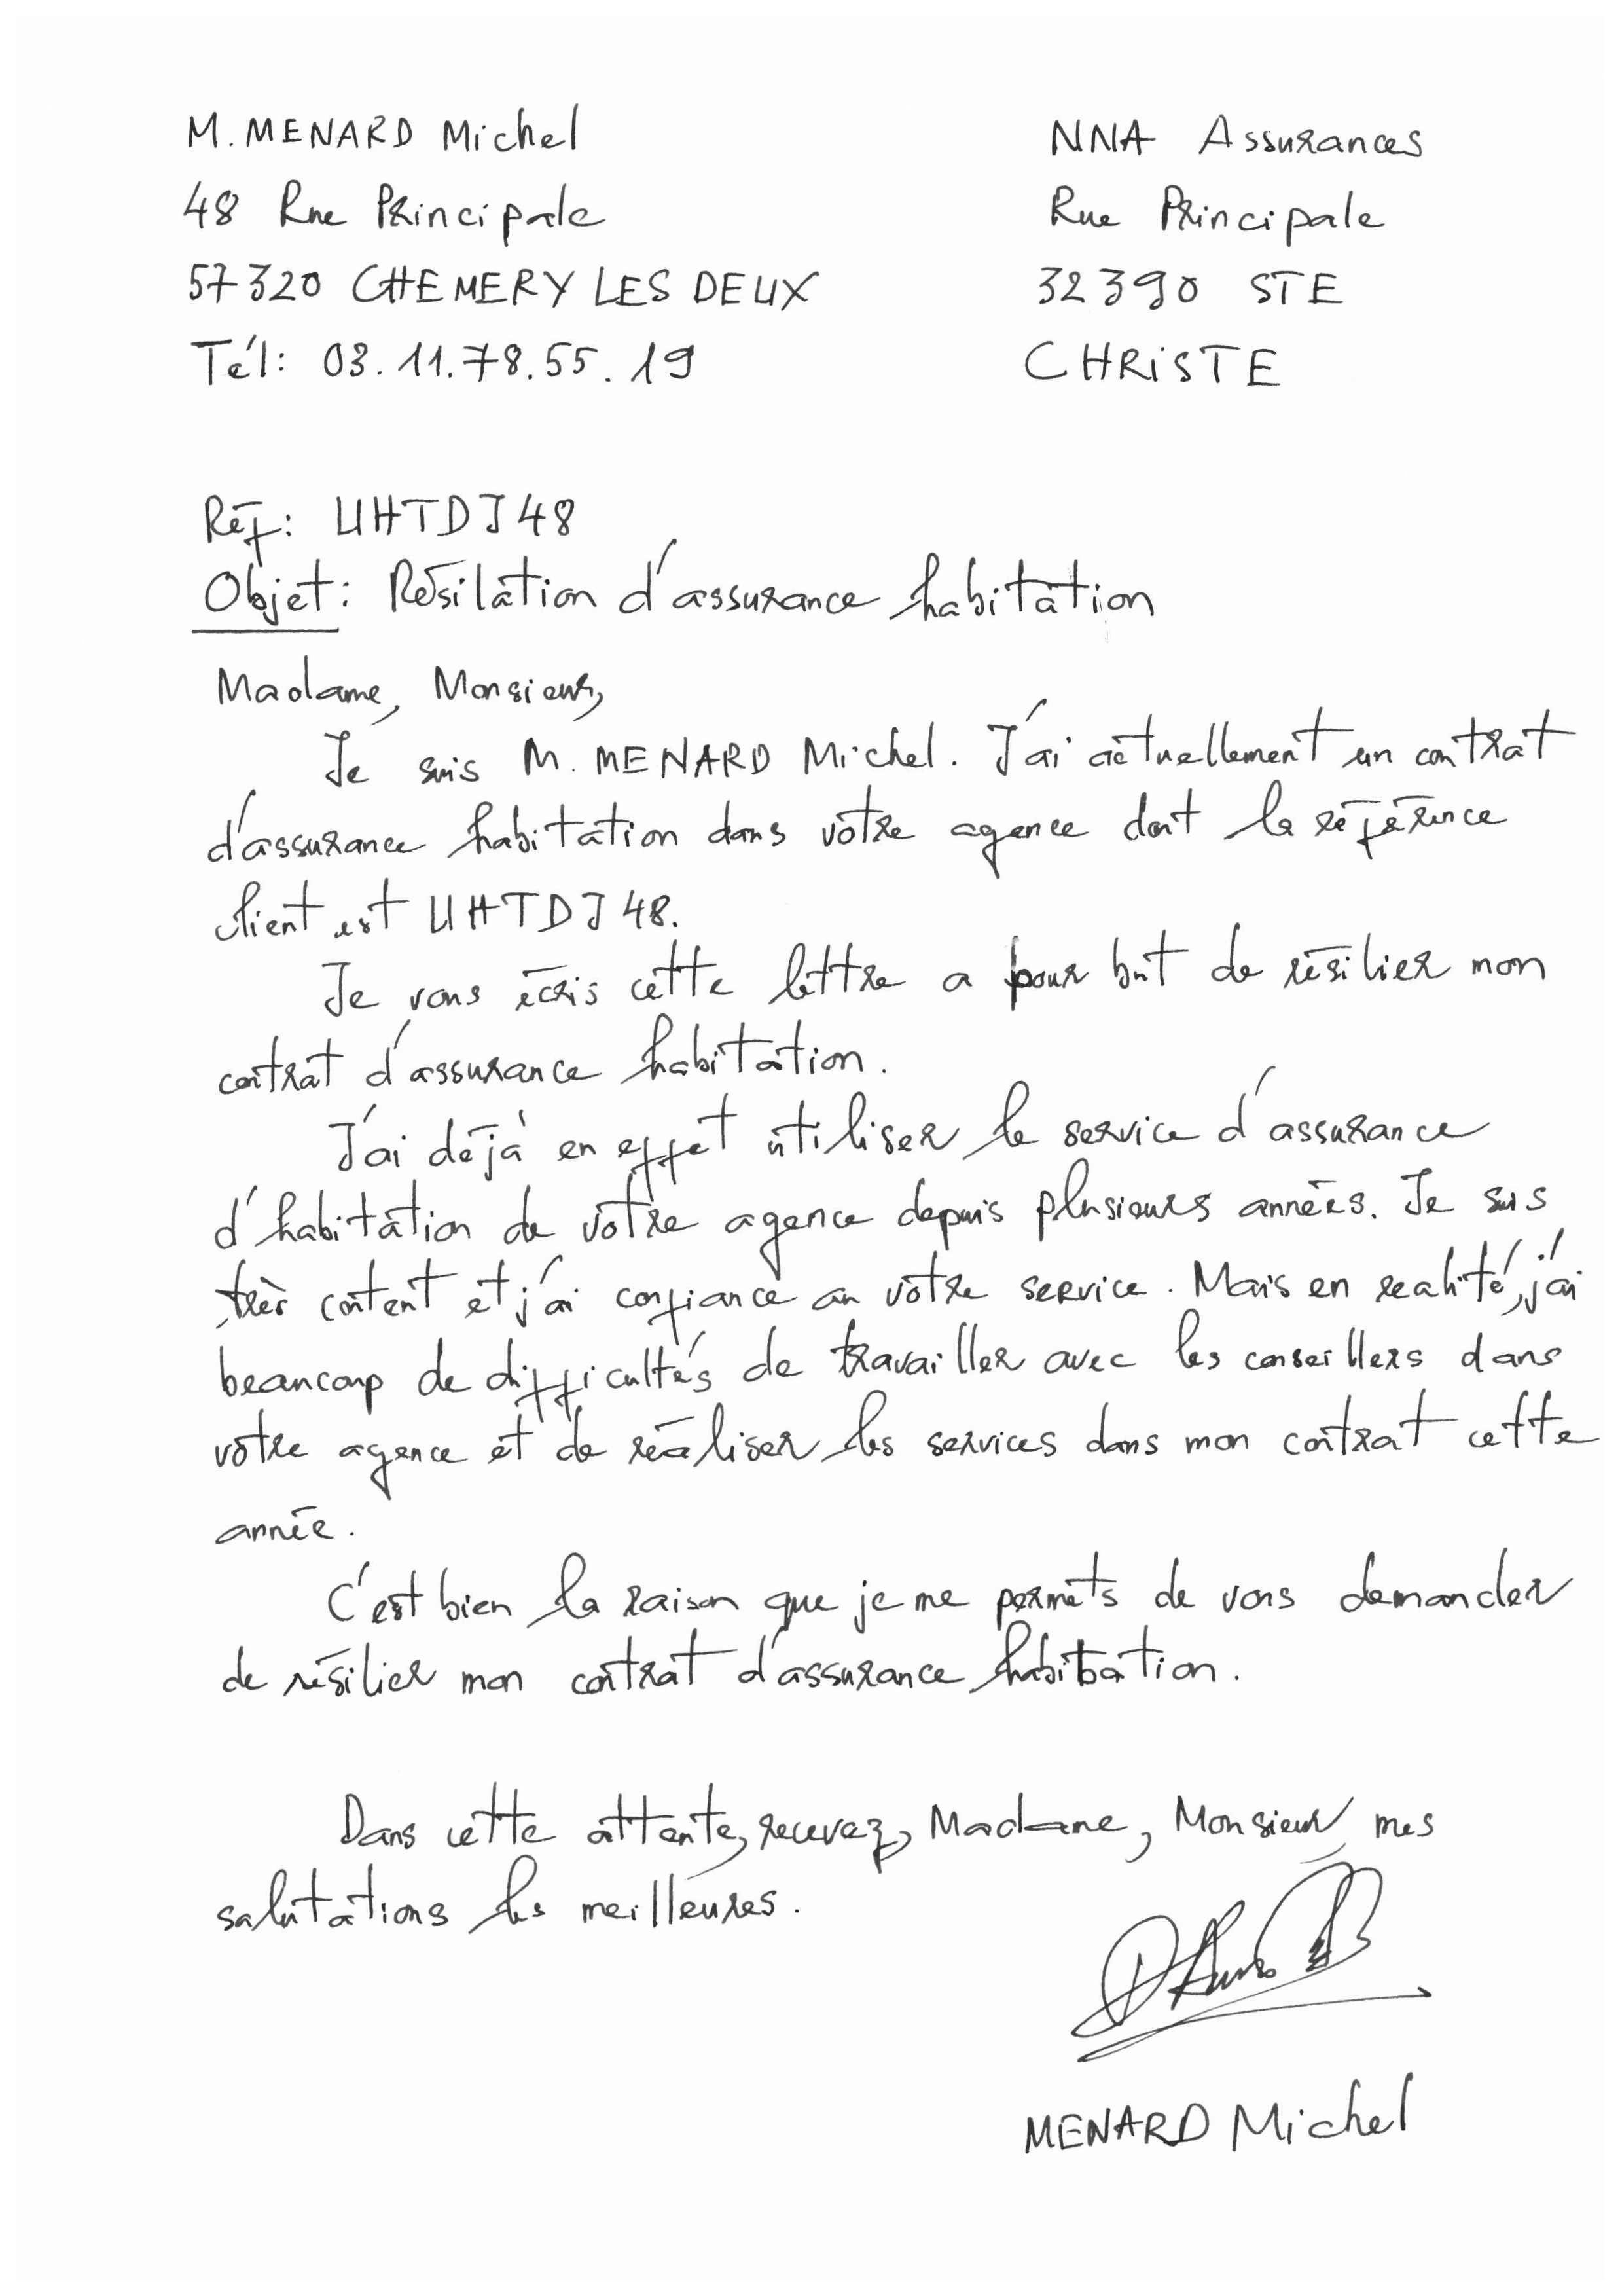 M. MENARD Michel
48 Rue Principale
57320 CHEMERY LES DEUX
Tél: 03.11.78.55.19
NNA Assurances
Rue Principale
32390 STE
CHRISTE
Réf: UHTDJ48
Objet: Résilation d'assurance habitation
Madame, Monsieur,
Je suis M. MENARD Michel. J'ai actuellement un contrat
d'assurance habitation dans votre agence dont la référence
client est UHTDJ48.
Je vous écris cette lettre a pour but de résilier mon
contrat d'assurance habitation.
J'ai déjà en effet utiliser le service d'assurance
d'habitation de votre agence depuis plusieurs années. Je suis
très content et j'ai confiance au votre service. Mais en realité, j'ai
beaucoup de difficultés de travailler avec les conseillers dans
votre agence et de réaliser les services dans mon contrat cette
année.
C'est bien la raison que je me permets de vous demander
de résilier mon contrat d'assurance habitation.
Dans cette attente, recevez, Madame, Monsieur, mes
salutations les meilleures.
MENARD Michel